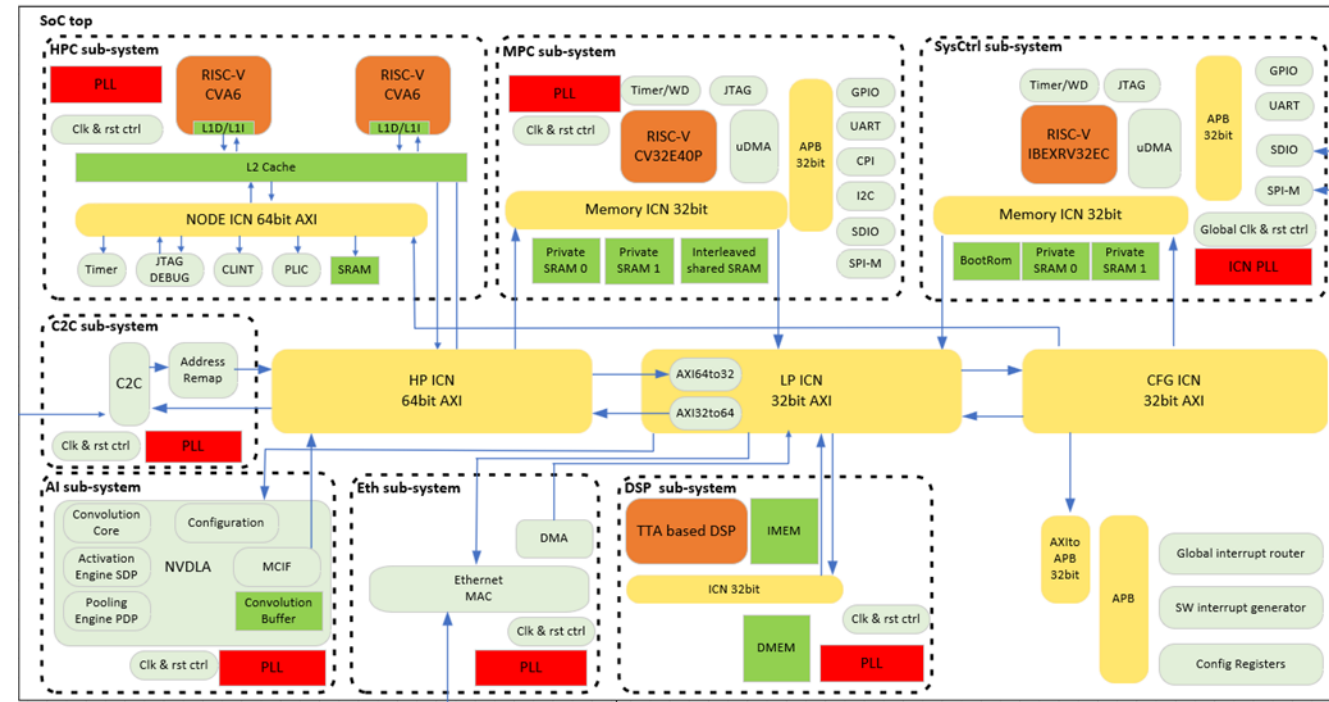 SoC top
HPC sub-system
PLL
Clk & rst ctrl
RISC-V
CVA6
L1D/L1I
RISC-V
CVA6
L1D/L1I
L2 Cache
NODE ICN 64bit AXI
Timer
JTAG
DEBUG
CLINT
PLIC
SRAM
MPC sub-system
PLL
Clk & rst ctrl
Timer/WD
JTAG
RISC-V
CV32E40P
uDMA
APB
32bit
GPIO
UART
CPI
I2C
SDIO
SPI-M
Memory ICN 32bit
Private
SRAM 0
Private
SRAM 1
Interleaved
shared SRAM
SysCtrl sub-system
Timer/WD
JTAG
RISC-V
IBEXRV32EC
uDMA
APB
32bit
GPIO
UART
SDIO
SPI-M
Memory ICN 32bit
Global Clk & rst ctrl
BootRom
Private
SRAM 0
Private
SRAM 1
ICN PLL
C2C sub-system
C2C
Address
Remap
Clk & rst ctrl
PLL
HP ICN
64bit AXI
AXI64to32
AXI32to64
LP ICN
32bit AXI
CFG ICN
32bit AXI
AI sub-system
Convolution
Core
Configuration
Activation
Engine SDP
NVDLA
MCIF
Pooling
Engine PDP
Convolution
Buffer
Clk & rst ctrl
PLL
Eth sub-system
DMA
Ethernet
MAC
Clk & rst ctrl
PLL
DSP sub-system
TTA based DSP
IMEM
ICN 32bit
DMEM
Clk & rst ctrl
PLL
AXIto
APB
32bit
APB
Global interrupt router
SW interrupt generator
Config Registers